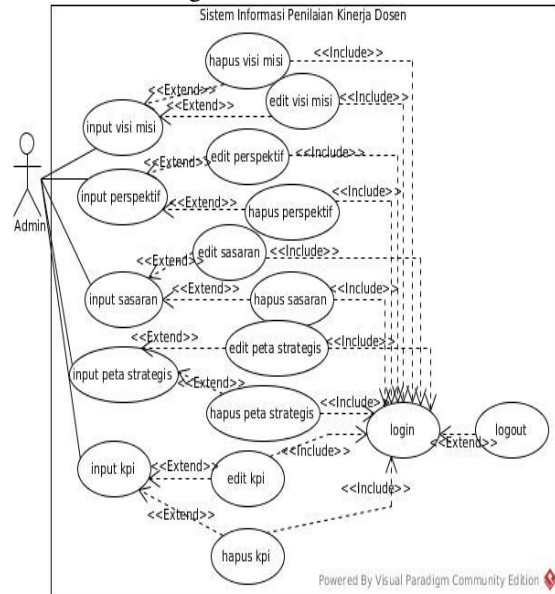 Sistem Informasi Penilaian Kinerja Dosen
hapus visi misi
<<Include>>
<<Extend>>
edit visi misi
<<Include>>
input visi misi
<<Extend>>
<<Extend>>
edit perspektif
<<Include>>
Admin
input perspektif
<<Extend>>
hapus perspektif
<<Include>>
<<Extend>>
edit sasaran
<<Include>>
input sasaran
<<Extend>>
hapus sasaran
<<Include>>
<<Extend>>
edit peta strategis
<<Include>>
input peta strategis
<<Extend>>
hapus peta strategis
<<Include>>
login
<<Extend>>
logout
input kpi
<<Extend>>
edit kpi
<<Include>>
<<Extend>>
hapus kpi
<<Include>>
Powered By Visual Paradigm Community Edition